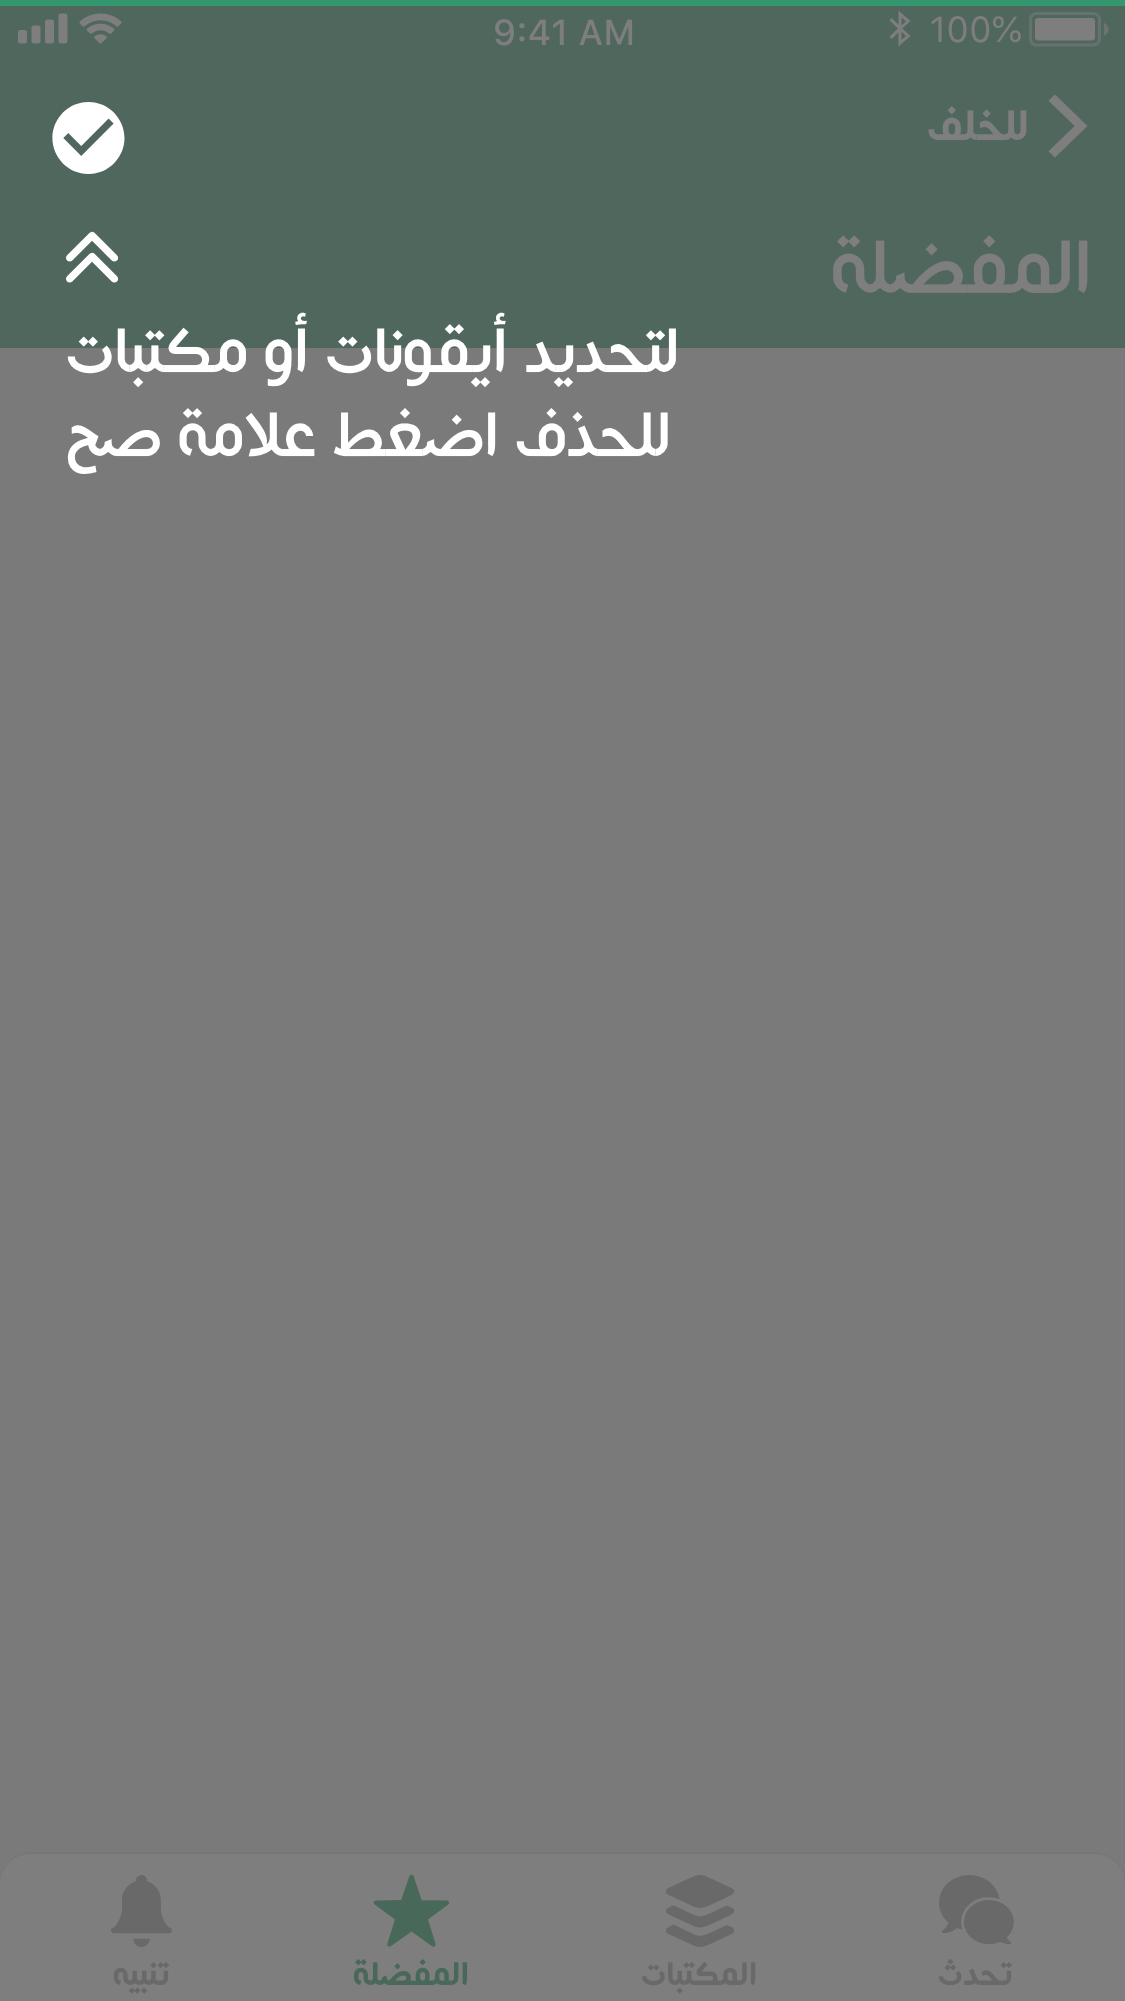 9:41 AM
100%
للخلف
المفضلة
لتحديد أيقونات أو مكتبات
للحذف اضغط علامة صح
تحدث
المكتبات
المفضلة
تنبيه